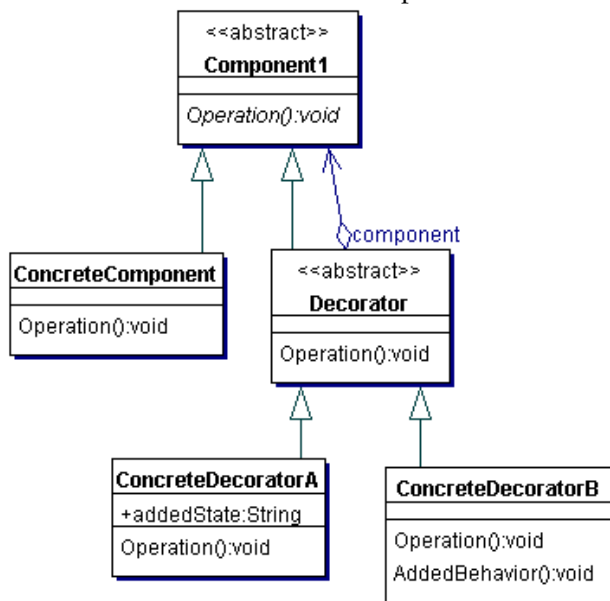 <<abstract>>
Component1
Operation():void
component
ConcreteComponent
Operation():void
<<abstract>>
Decorator
Operation():void
ConcreteDecoratorA
+addedState:String
Operation():void
ConcreteDecoratorB
Operation():void
AddedBehavior():void